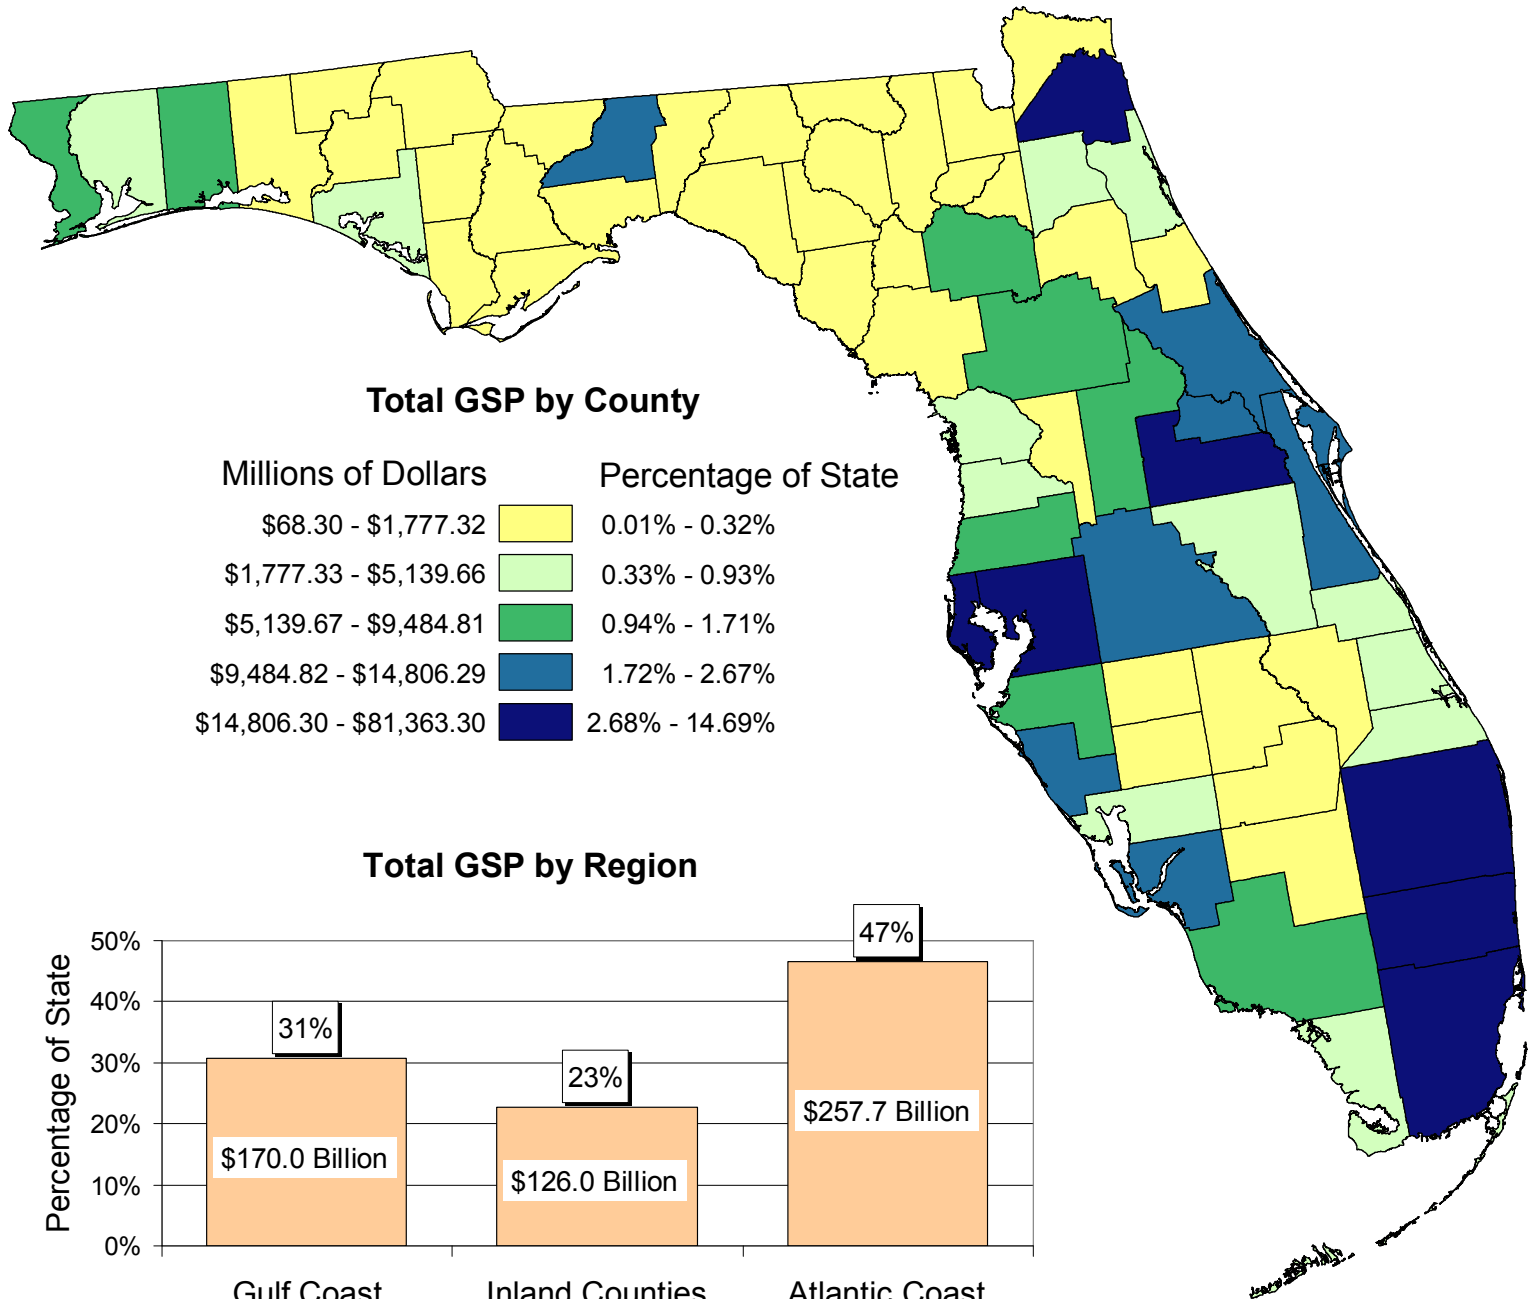 Total GSP by County
Millions of Dollars Percentage of State
$68.30 - $1,777.32 0.01% - 0.32%
$1,777.33 - $5,139.66 0.33% - 0.93%
$5,139.67 - $9,484.81 0.94% - 1.71%
$9,484.82 - $14,806.29 1.72% - 2.67%
$14,806.30 - $81,363.30 2.68% - 14.69%
Total GSP by Region
Percentage of State
50%
40%
30%
20%
10%
0%
31%
23%
47%
$170.0 Billion
$126.0 Billion
$257.7 Billion
Gulf Coast Inland Counties Atlantic Coast